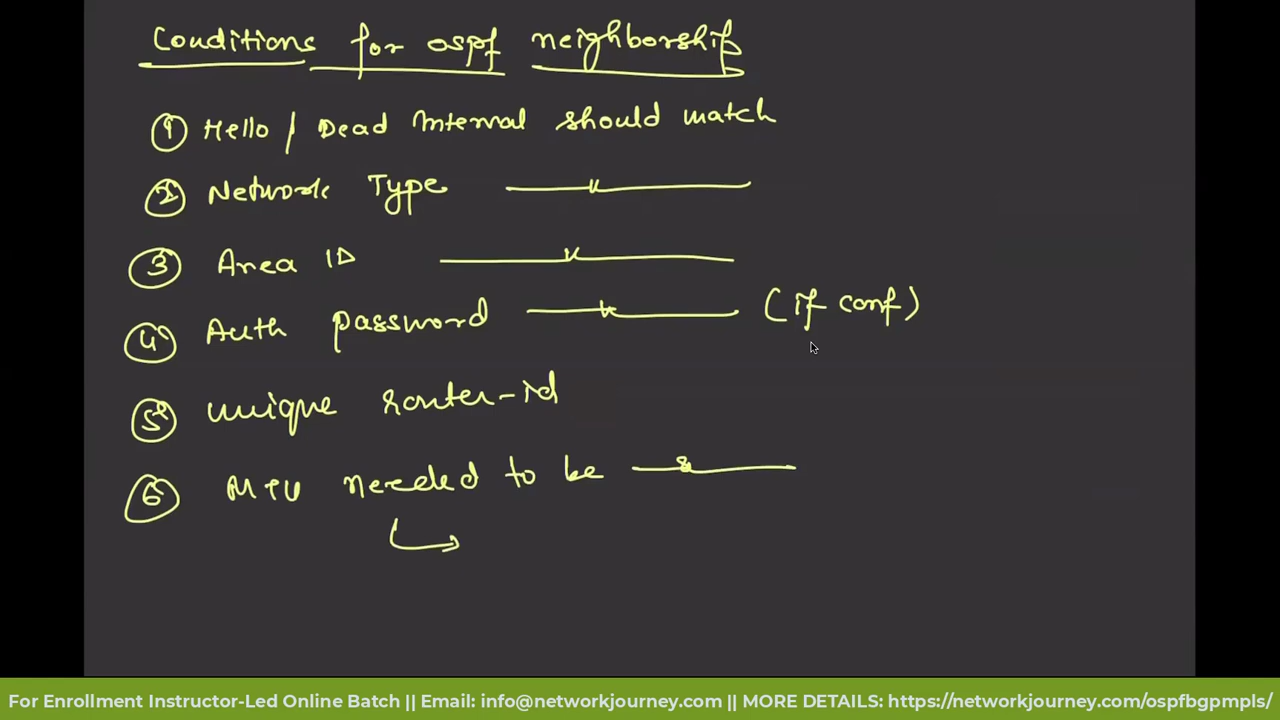 Conditions for ospf neighborship
① Hello / Dead Interval should match
② Network Type —〃—
③ Area ID —〃—
④ Auth password —〃— (if conf)
⑤ unique router-id
⑥ MTU needed to be —〃—
↳
For Enrollment Instructor-Led Online Batch || Email: info@networkjourney.com || MORE DETAILS: https://networkjourney.com/ospfbgpmpls/